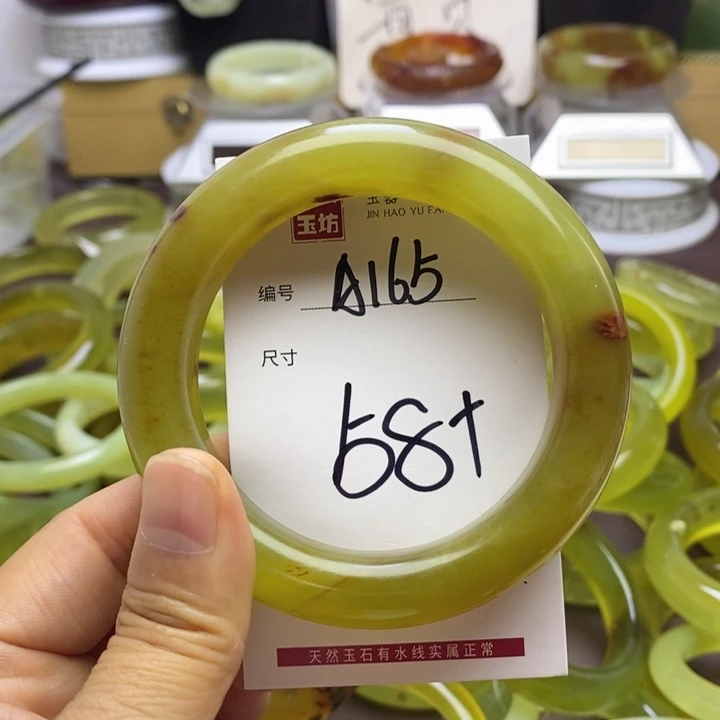 玉坊
JIN HAO YU FA
编号 A165
尺寸
58+
天然玉石有水线实属正常